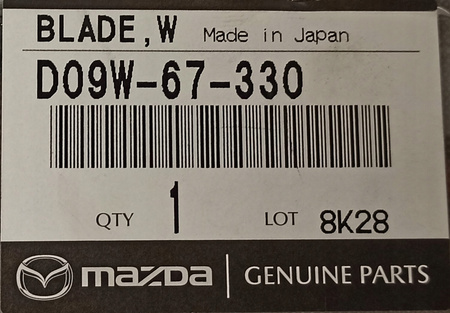 BLADE,W Made in Japan
D09W-67-330
QTY 1 LOT 8K28
mazda | GENUINE PARTS